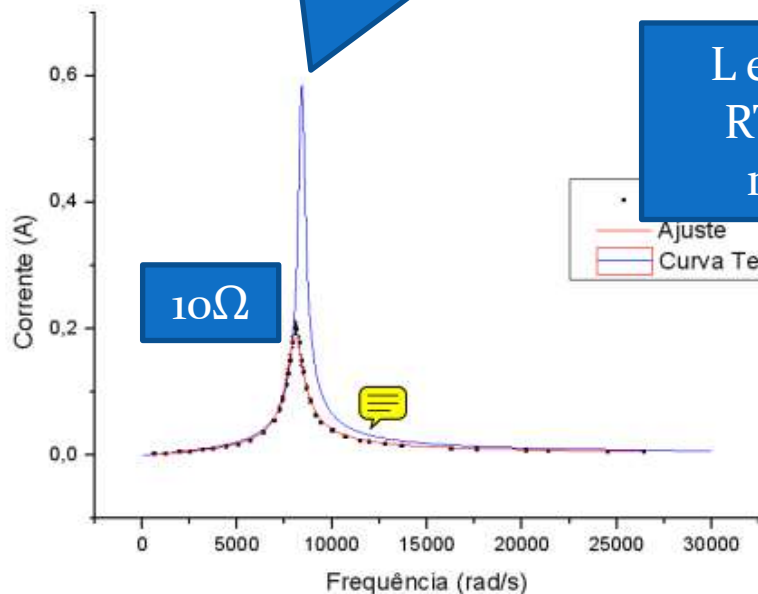 L e
RT
Corrente (A)
0,6
0,4
0,2
0,0
10Ω
Ajuste
Curva Te
0 5000 10000 15000 20000 25000 30000
Frequência (rad/s)